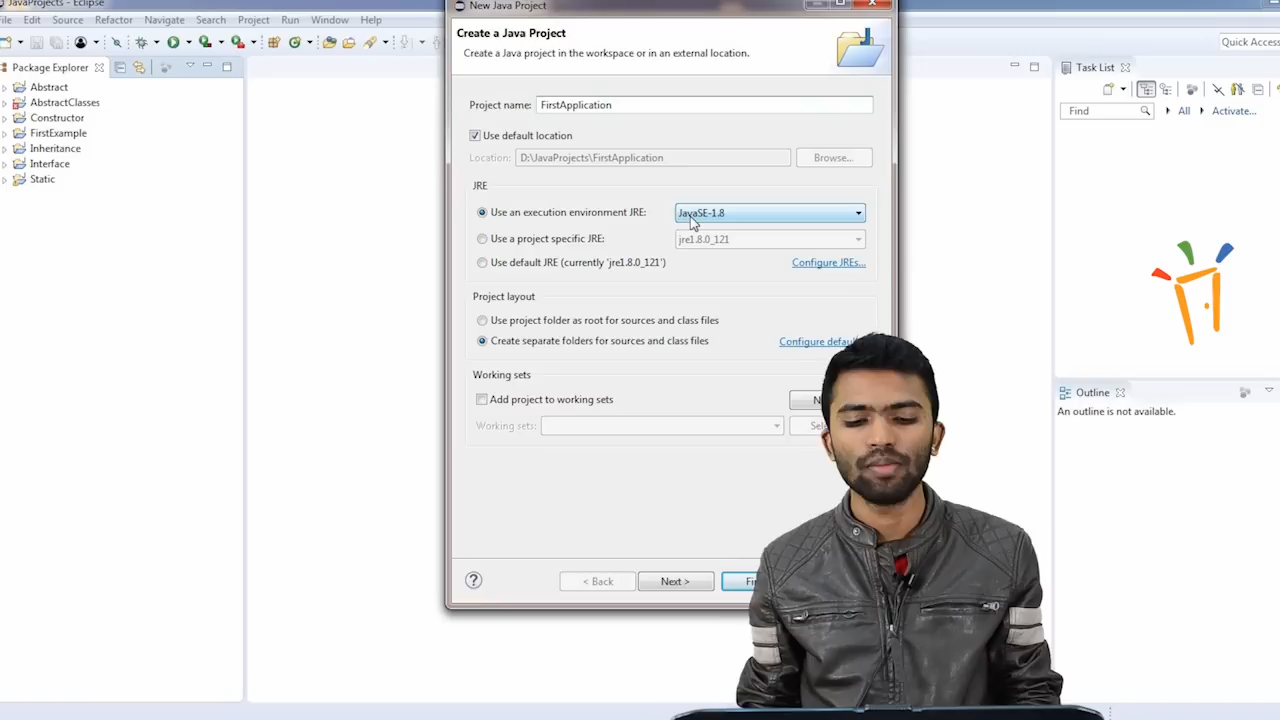 JavaProjects - Eclipse
File Edit Source Refactor Navigate Search Project Run Window Help
Quick Access
Package Explorer
Abstract
AbstractClasses
Constructor
FirstExample
Inheritance
Interface
Static
New Java Project
Create a Java Project
Create a Java project in the workspace or in an external location.
Project name: FirstApplication
Use default location
Location: D:\JavaProjects\FirstApplication Browse...
JRE
Use an execution environment JRE: JavaSE-1.8
Use a project specific JRE: jre1.8.0_121
Use default JRE (currently 'jre1.8.0_121') Configure JREs...
Project layout
Use project folder as root for sources and class files
Create separate folders for sources and class files Configure defau
Working sets
Add project to working sets N
Working sets: Sel
? < Back Next > Fi
Task List
Find All Activate...
Outline
An outline is not available.